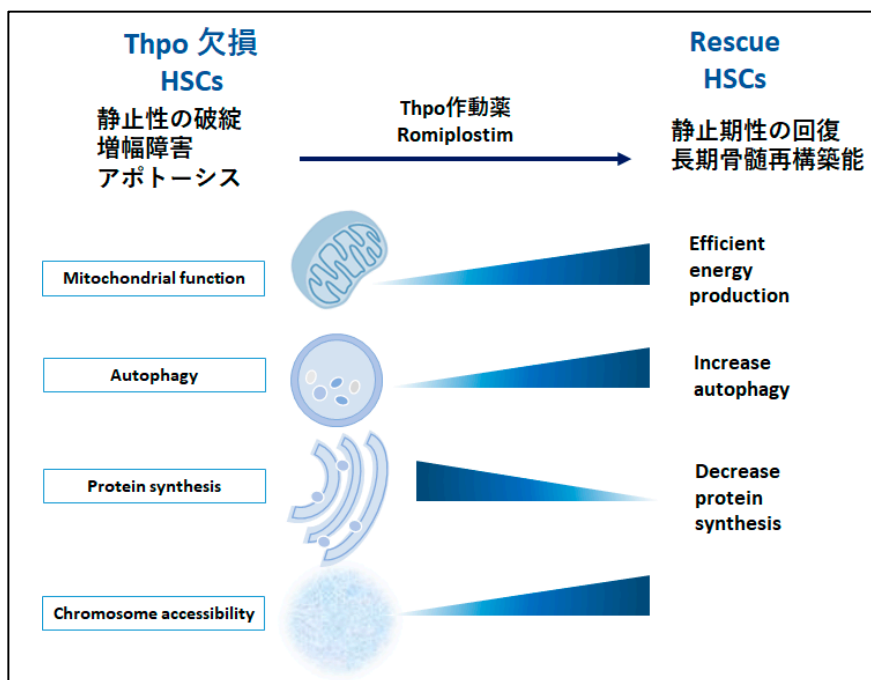 Thpo 欠損
HSCs
静止性の破綻
増幅障害
アポトーシス
Thpo作動薬
Romiplostim
Rescue
HSCs
静止期性の回復
長期骨髄再構築能
Mitochondrial function
Efficient
energy
production
Autophagy
Increase
autophagy
Protein synthesis
Decrease
protein
synthesis
Chromosome accessibility